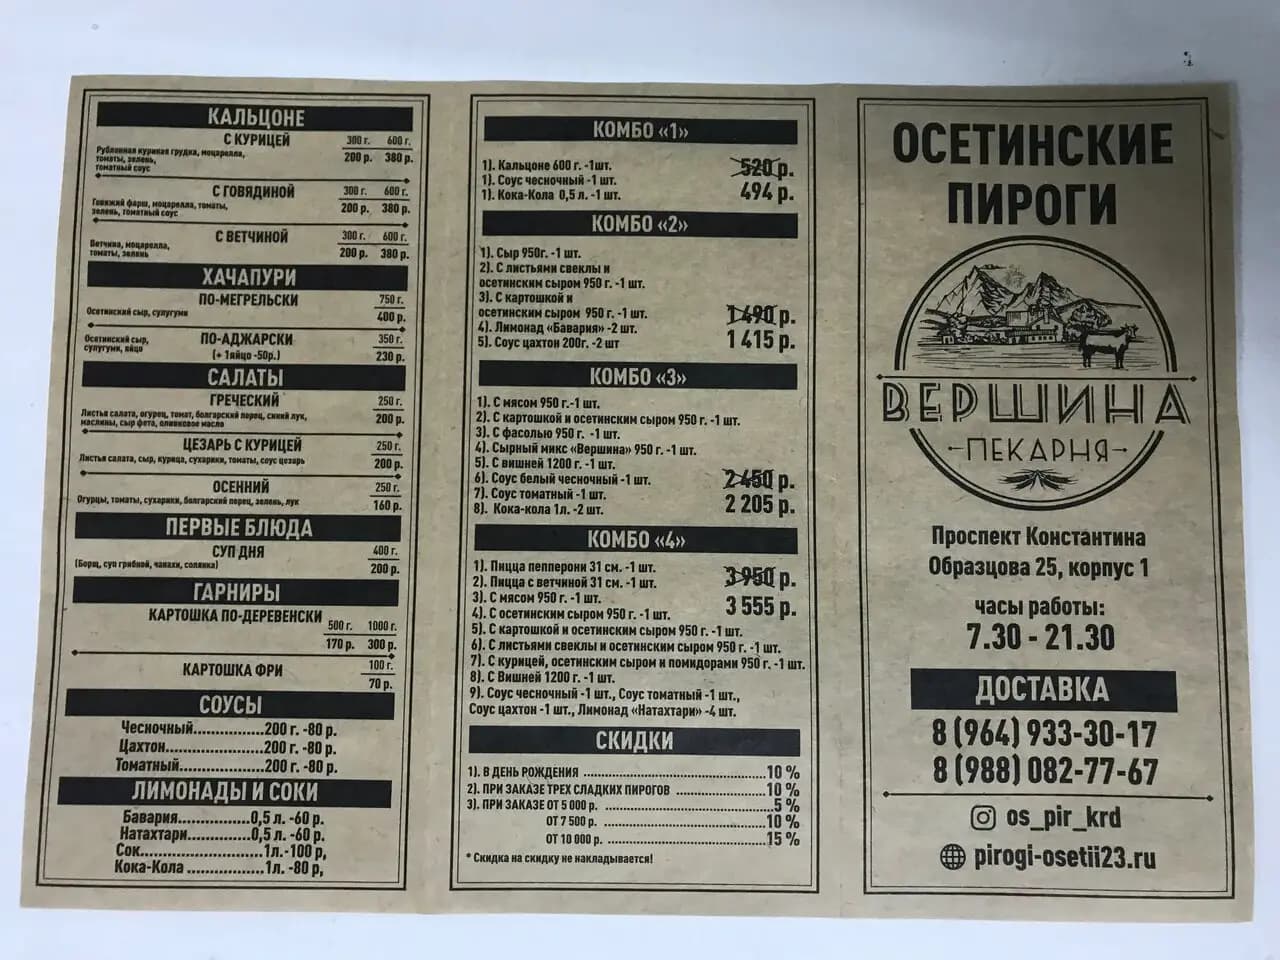 КАЛЬЦОНЕ
С КУРИЦЕЙ 300 г. 600 г.
Рубленная куриная грудка, моцарелла,
томаты, зелень,
томатный соус
200 р. 380 р.
С ГОВЯДИНОЙ 300 г. 600 г.
Говяжий фарш, моцарелла, томаты,
зелень, томатный соус
200 р. 380 р.
С ВЕТЧИНОЙ 300 г. 600 г.
Ветчина, моцарелла,
томаты, зелень
200 р. 380 р.
ХАЧАПУРИ
ПО-МЕГРЕЛЬСКИ 750 г.
Осетинский сыр, сулугуни 400 р.
ПО-АДЖАРСКИ 350 г.
Осетинский сыр,
сулугуни, яйцо
(+ 1яйцо -50р.) 230 р.
САЛАТЫ
ГРЕЧЕСКИЙ 250 г.
Листья салата, огурец, томат, болгарский перец, синий лук,
маслины, сыр фета, оливковое масло
200 р.
ЦЕЗАРЬ С КУРИЦЕЙ 250 г.
Листья салата, сыр, курица, сухарики, томаты, соус цезарь
200 р.
ОСЕННИЙ 250 г.
Огурцы, томаты, сухарики, болгарский перец, зелень, лук
160 р.
ПЕРВЫЕ БЛЮДА
СУП ДНЯ 400 г.
(Борщ, суп грибной, чанахи, солянка)
200 р.
ГАРНИРЫ
КАРТОШКА ПО-ДЕРЕВЕНСКИ
500 г. 1000 г.
170 р. 300 р.
КАРТОШКА ФРИ 100 г.
70 р.
СОУСЫ
Чесночный..............200 г. -80 р.
Цахтон....................200 г. -80 р.
Томатный.................200 г. -80 р.
ЛИМОНАДЫ И СОКИ
Бавария..............0,5 л. -60 р.
Натахтари.............0,5 л. -60 р.
Сок........................1л. -100 р,
Кока-Кола ...............1л. -80 р,
КОМБО «1»
1). Кальцоне 600 г. -1шт.
1). Соус чесночный -1 шт.
1). Кока-Кола 0,5 л. -1 шт.
520 р.
494 р.
КОМБО «2»
1). Сыр 950г. -1 шт.
2). С листьями свеклы и
осетинским сыром 950 г. -1 шт.
3). С картошкой и
осетинским сыром 950 г. -1 шт.
4). Лимонад «Бавария» -2 шт.
5). Соус цахтон 200г. -2 шт
1 490 р.
1 415 р.
КОМБО «3»
1). С мясом 950 г.-1 шт.
2). С картошкой и осетинским сыром 950 г. -1 шт.
3). С фасолью 950 г. -1 шт.
4). Сырный микс «Вершина» 950 г. -1 шт.
5). С вишней 1200 г. -1 шт.
6). Соус белый чесночный -1 шт.
7). Соус томатный -1 шт.
8). Кока-кола 1л. -2 шт.
2 450 р.
2 205 р.
КОМБО «4»
1). Пицца пепперони 31 см. -1 шт.
2). Пицца с ветчиной 31 см. -1 шт.
3). С мясом 950 г. -1 шт.
4). С осетинским сыром 950 г. -1 шт.
5). С картошкой и осетинским сыром 950 г. -1 шт.
6). С листьями свеклы и осетинским сыром 950 г. -1 шт.
7). С курицей, осетинским сыром и помидорами 950 г. -1 шт.
8). С Вишней 1200 г. -1 шт.
9). Соус чесночный -1 шт., Соус томатный -1 шт.,
Соус цахтон -1 шт., Лимонад «Натахтари» -4 шт.
3 950 р.
3 555 р.
СКИДКИ
1). В ДЕНЬ РОЖДЕНИЯ ........................................10 %
2). ПРИ ЗАКАЗЕ ТРЕХ СЛАДКИХ ПИРОГОВ ....................10 %
3). ПРИ ЗАКАЗЕ ОТ 5 000 р. .......................................5 %
ОТ 7 500 р. .......................................10 %
ОТ 10 000 р. .....................................15 %
* Скидка на скидку не накладывается!
ОСЕТИНСКИЕ
ПИРОГИ
ВЕРШИНА
-ПЕКАРНЯ-
Проспект Константина
Образцова 25, корпус 1
часы работы:
7.30 - 21.30
ДОСТАВКА
8 (964) 933-30-17
8 (988) 082-77-67
os_pir_krd
pirogi-osetii23.ru